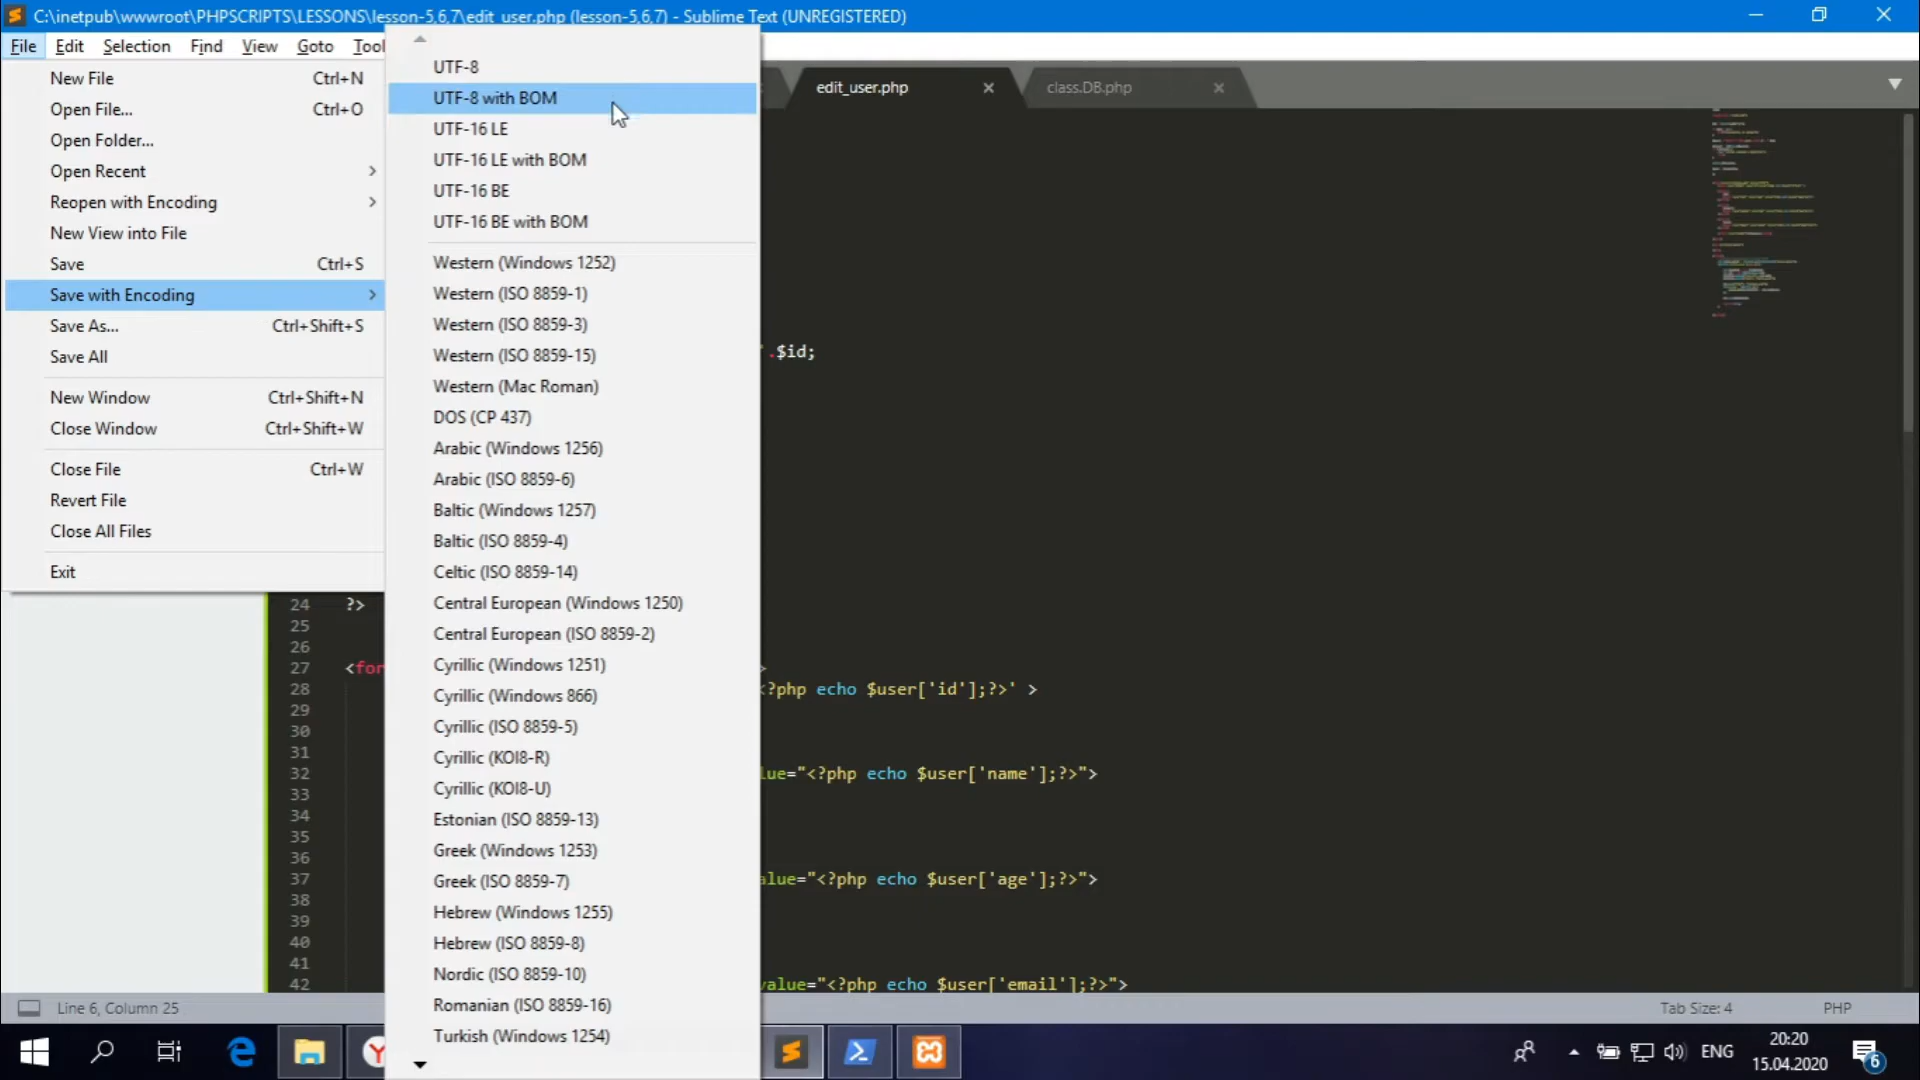 C:\inetpub\wwwroot\PHPSCRIPTS\LESSONS\lesson-5,6,7\edit_user.php (lesson-5,6,7) - Sublime Text (UNREGISTERED)
File Edit Selection Find View Goto Tool
edit_user.php
class.DB.php
New File Ctrl+N
Open File... Ctrl+O
Open Folder...
Open Recent
Reopen with Encoding
New View into File
Save Ctrl+S
Save with Encoding
Save As... Ctrl+Shift+S
Save All
New Window Ctrl+Shift+N
Close Window Ctrl+Shift+W
Close File Ctrl+W
Revert File
Close All Files
Exit
UTF-8
UTF-8 with BOM
UTF-16 LE
UTF-16 LE with BOM
UTF-16 BE
UTF-16 BE with BOM
Western (Windows 1252)
Western (ISO 8859-1)
Western (ISO 8859-3)
Western (ISO 8859-15)
Western (Mac Roman)
DOS (CP 437)
Arabic (Windows 1256)
Arabic (ISO 8859-6)
Baltic (Windows 1257)
Baltic (ISO 8859-4)
Celtic (ISO 8859-14)
Central European (Windows 1250)
Central European (ISO 8859-2)
Cyrillic (Windows 1251)
Cyrillic (Windows 866)
Cyrillic (ISO 8859-5)
Cyrillic (KOI8-R)
Cyrillic (KOI8-U)
Estonian (ISO 8859-13)
Greek (Windows 1253)
Greek (ISO 8859-7)
Hebrew (Windows 1255)
Hebrew (ISO 8859-8)
Nordic (ISO 8859-10)
Romanian (ISO 8859-16)
Turkish (Windows 1254)
'.$id;
24 ?>
25
26
27 <for >
28 <?php echo $user['id'];?>' >
29
30
31
32 lue="<?php echo $user['name'];?>">
33
34
35
36
37 alue="<?php echo $user['age'];?>">
38
39
40
41
42 value="<?php echo $user['email'];?>">
Line 6, Column 25
Tab Size: 4
PHP
ENG
20:20
15.04.2020
6